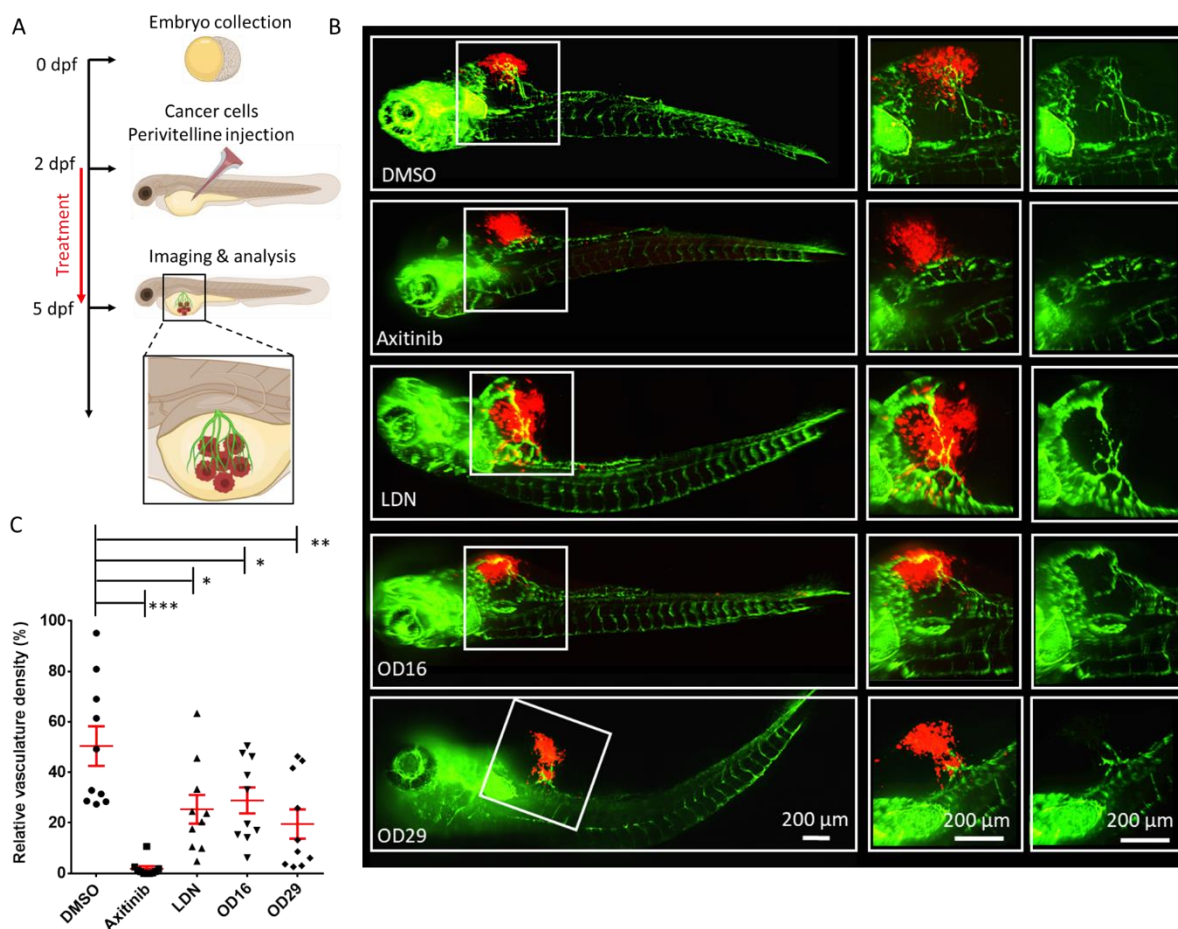 A
Embryo collection
0 dpf
Cancer cells
Perivitelline injection
2 dpf
Treatment
Imaging & analysis
5 dpf
B
DMSO
Axitinib
LDN
OD16
OD29
200 µm
200 µm
200 µm
C
**
*
*
***
Relative vasculature density (%)
100
80
60
40
20
0
DMSO
Axitinib
LDN
OD16
OD29